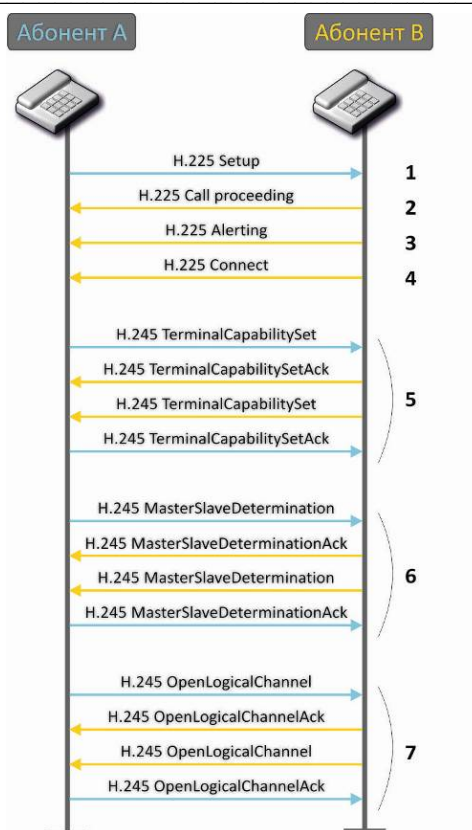 Абонент А
Абонент В
H.225 Setup
1
H.225 Call proceeding
2
H.225 Alerting
3
H.225 Connect
4
H.245 TerminalCapabilitySet
H.245 TerminalCapabilitySetAck
H.245 TerminalCapabilitySet
H.245 TerminalCapabilitySetAck
5
H.245 MasterSlaveDetermination
H.245 MasterSlaveDeterminationAck
H.245 MasterSlaveDetermination
H.245 MasterSlaveDeterminationAck
6
H.245 OpenLogicalChannel
H.245 OpenLogicalChannelAck
H.245 OpenLogicalChannel
H.245 OpenLogicalChannelAck
7